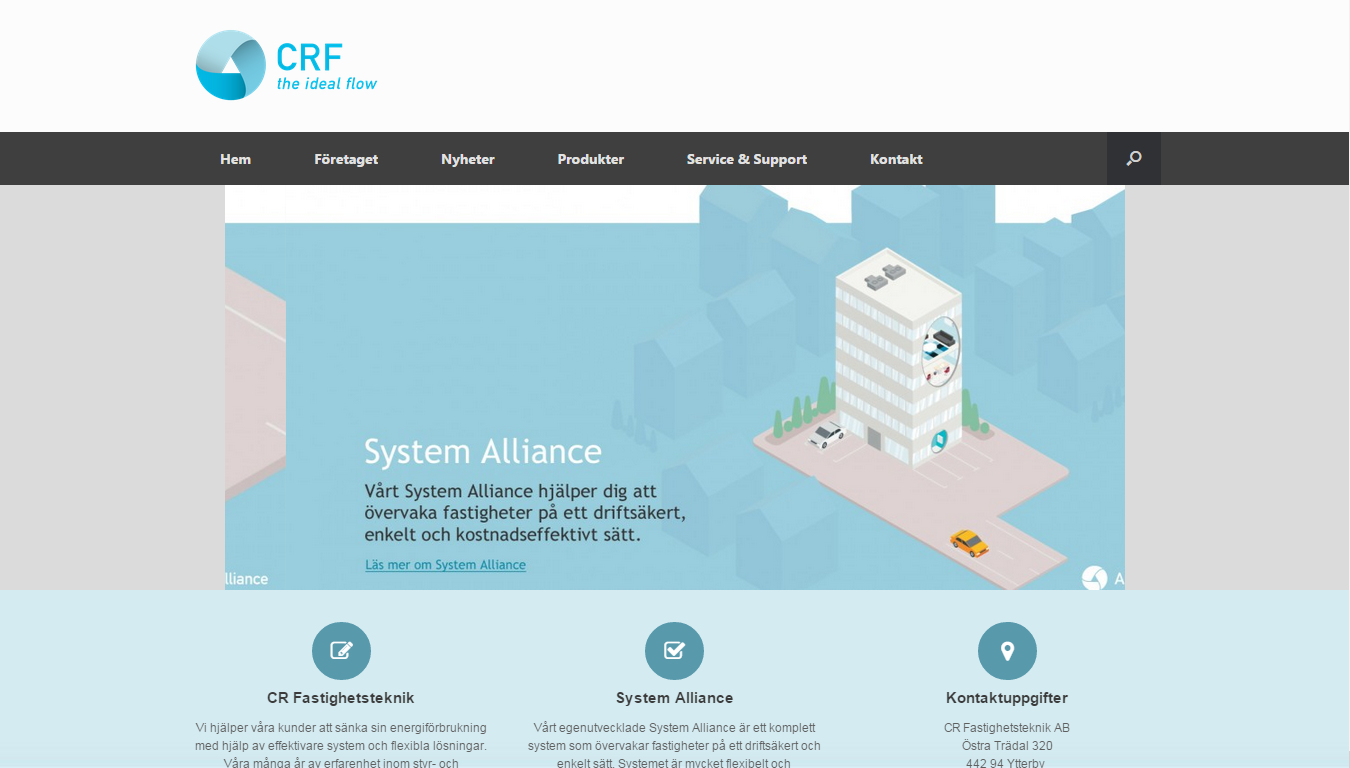 CRF
the ideal flow
Hem
Företaget
Nyheter
Produkter
Service & Support
Kontakt
System Alliance
Vårt System Alliance hjälper dig att
övervaka fastigheter på ett driftsäkert,
enkelt och kostnadseffektivt sätt.
Läs mer om System Alliance
lliance
A
CR Fastighetsteknik
Vi hjälper våra kunder att sänka sin energiförbrukning
med hjälp av effektivare system och flexibla lösningar.
Våra många år av erfarenhet inom styr- och
System Alliance
Vårt egenutvecklade System Alliance är ett komplett
system som övervakar fastigheter på ett driftsäkert och
enkelt sätt. Systemet är mycket flexibelt och
Kontaktuppgifter
CR Fastighetsteknik AB
Östra Trädal 320
442 94 Ytterby